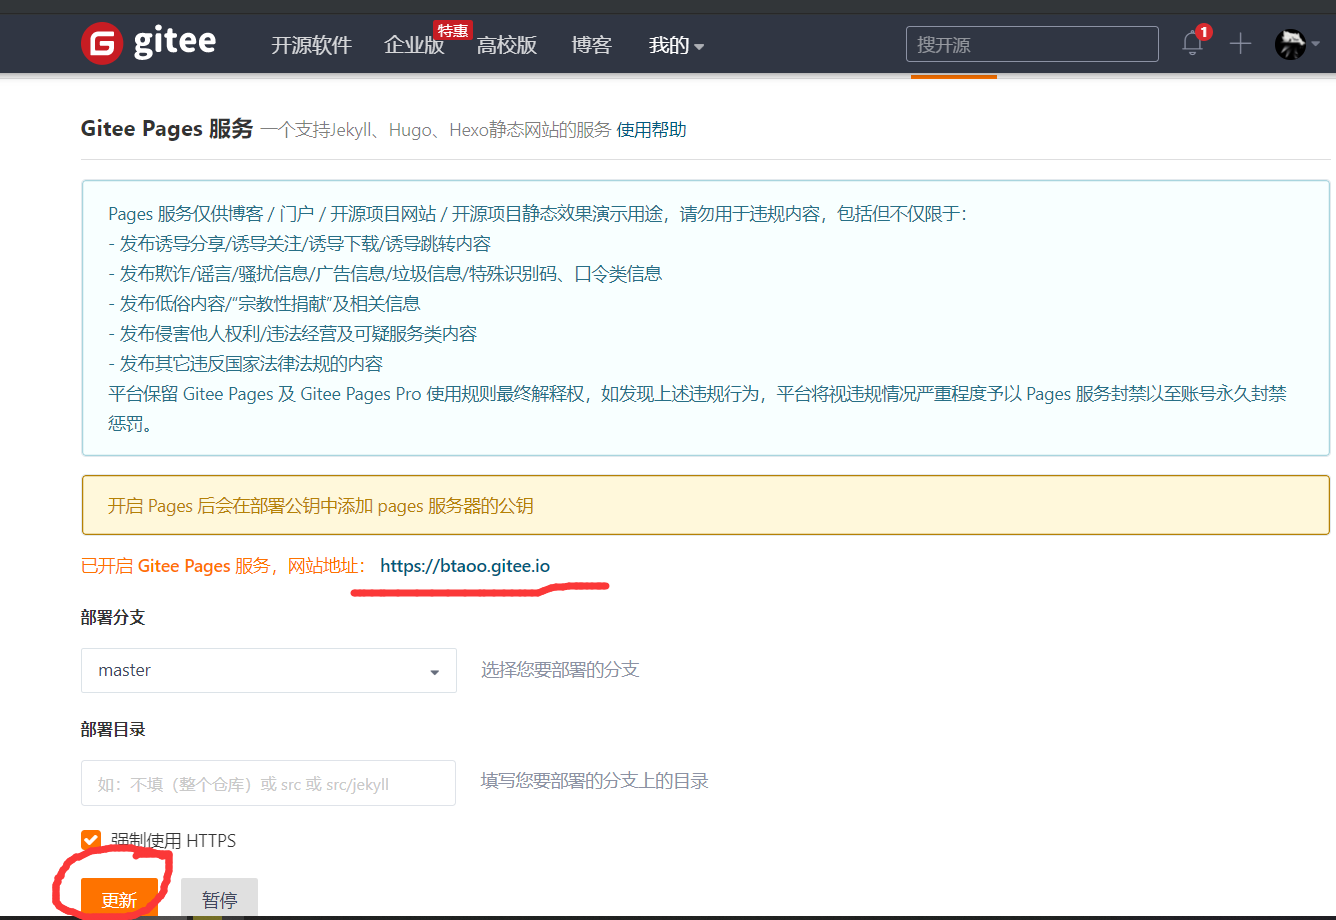 gitee
开源软件 企业版 特惠 高校版 博客 我的 搜开源 1
Gitee Pages 服务 一个支持Jekyll、Hugo、Hexo静态网站的服务 使用帮助
Pages 服务仅供博客 / 门户 / 开源项目网站 / 开源项目静态效果演示用途，请勿用于违规内容，包括但不仅限于：
- 发布诱导分享/诱导关注/诱导下载/诱导跳转内容
- 发布欺诈/谣言/骚扰信息/广告信息/垃圾信息/特殊识别码、口令类信息
- 发布低俗内容/“宗教性捐献”及相关信息
- 发布侵害他人权利/违法经营及可疑服务类内容
- 发布其它违反国家法律法规的内容
平台保留 Gitee Pages 及 Gitee Pages Pro 使用规则最终解释权，如发现上述违规行为，平台将视违规情况严重程度予以 Pages 服务封禁以至账号永久封禁
惩罚。
开启 Pages 后会在部署公钥中添加 pages 服务器的公钥
已开启 Gitee Pages 服务，网站地址： https://btaoo.gitee.io
部署分支
master 选择您要部署的分支
部署目录
如：不填（整个仓库）或 src 或 src/jekyll 填写您要部署的分支上的目录
强制使用 HTTPS
更新 暂停